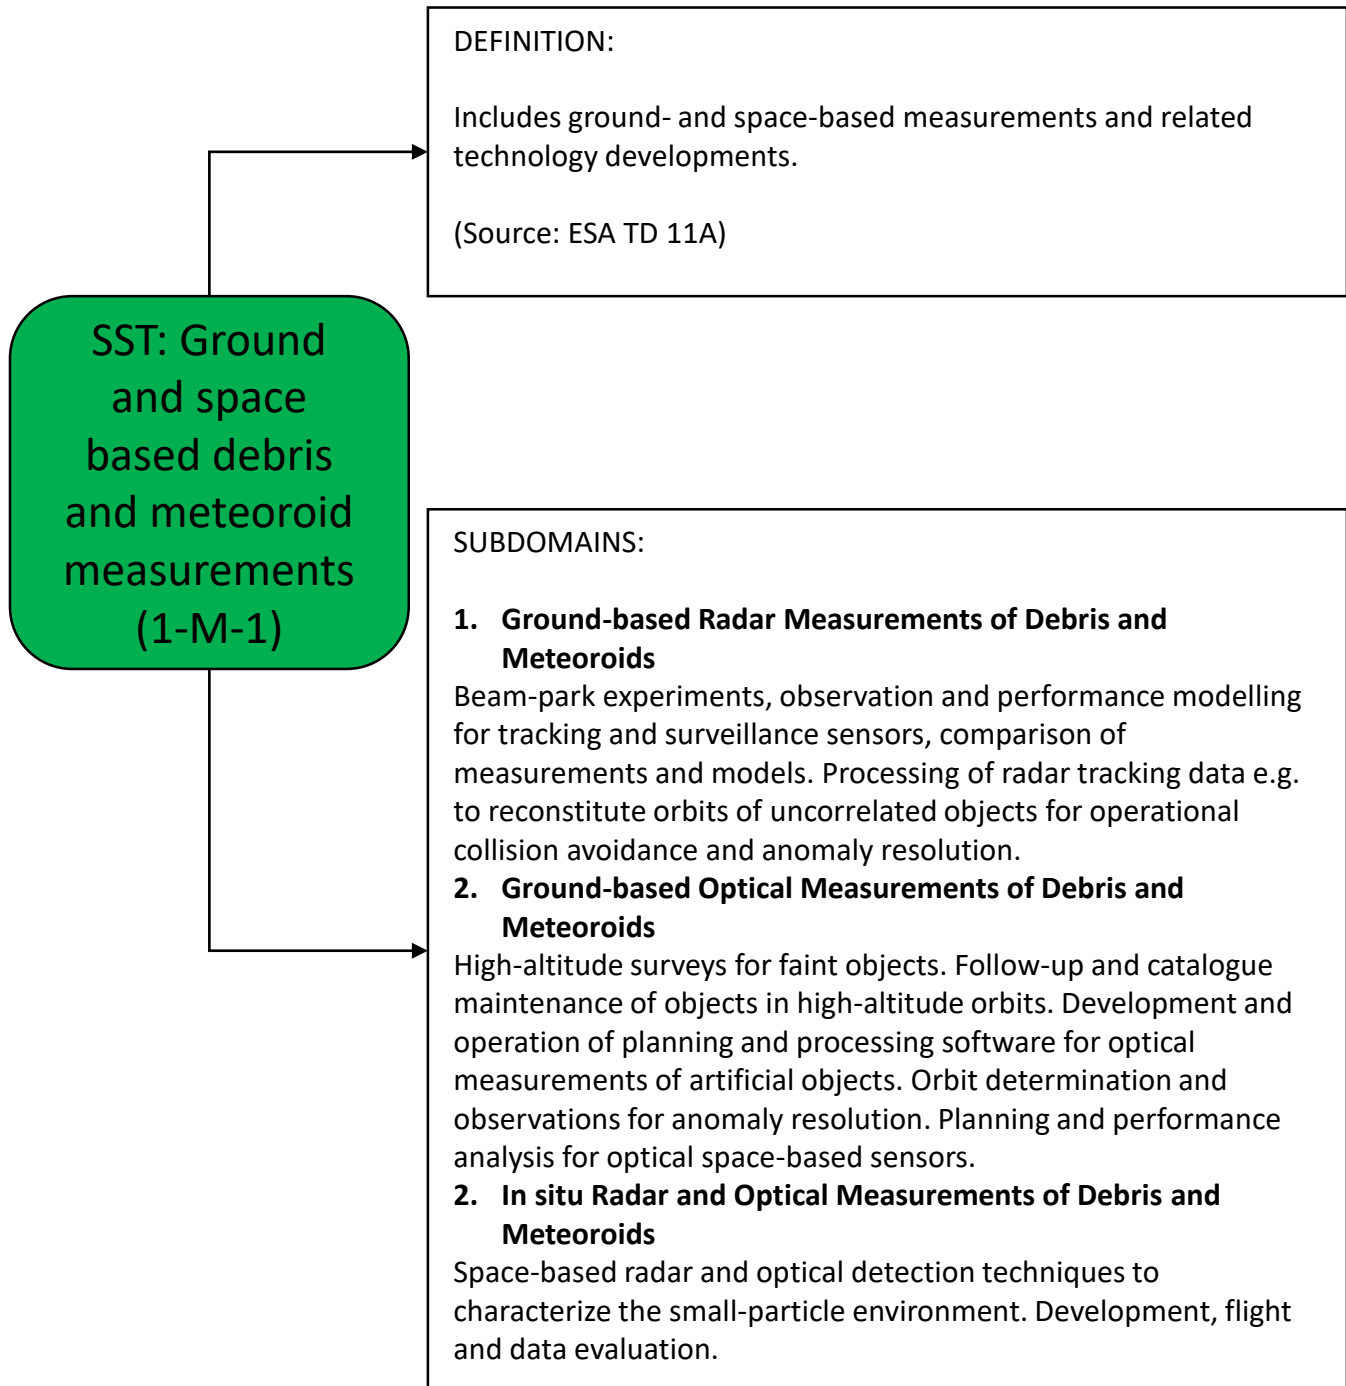 DEFINITION:
Includes ground- and space-based measurements and related
technology developments.
(Source: ESA TD 11A)
SST: Ground
and space
based debris
and meteoroid
measurements
(1-M-1)
SUBDOMAINS:
1. Ground-based Radar Measurements of Debris and
Meteoroids
Beam-park experiments, observation and performance modelling
for tracking and surveillance sensors, comparison of
measurements and models. Processing of radar tracking data e.g.
to reconstitute orbits of uncorrelated objects for operational
collision avoidance and anomaly resolution.
2. Ground-based Optical Measurements of Debris and
Meteoroids
High-altitude surveys for faint objects. Follow-up and catalogue
maintenance of objects in high-altitude orbits. Development and
operation of planning and processing software for optical
measurements of artificial objects. Orbit determination and
observations for anomaly resolution. Planning and performance
analysis for optical space-based sensors.
2. In situ Radar and Optical Measurements of Debris and
Meteoroids
Space-based radar and optical detection techniques to
characterize the small-particle environment. Development, flight
and data evaluation.